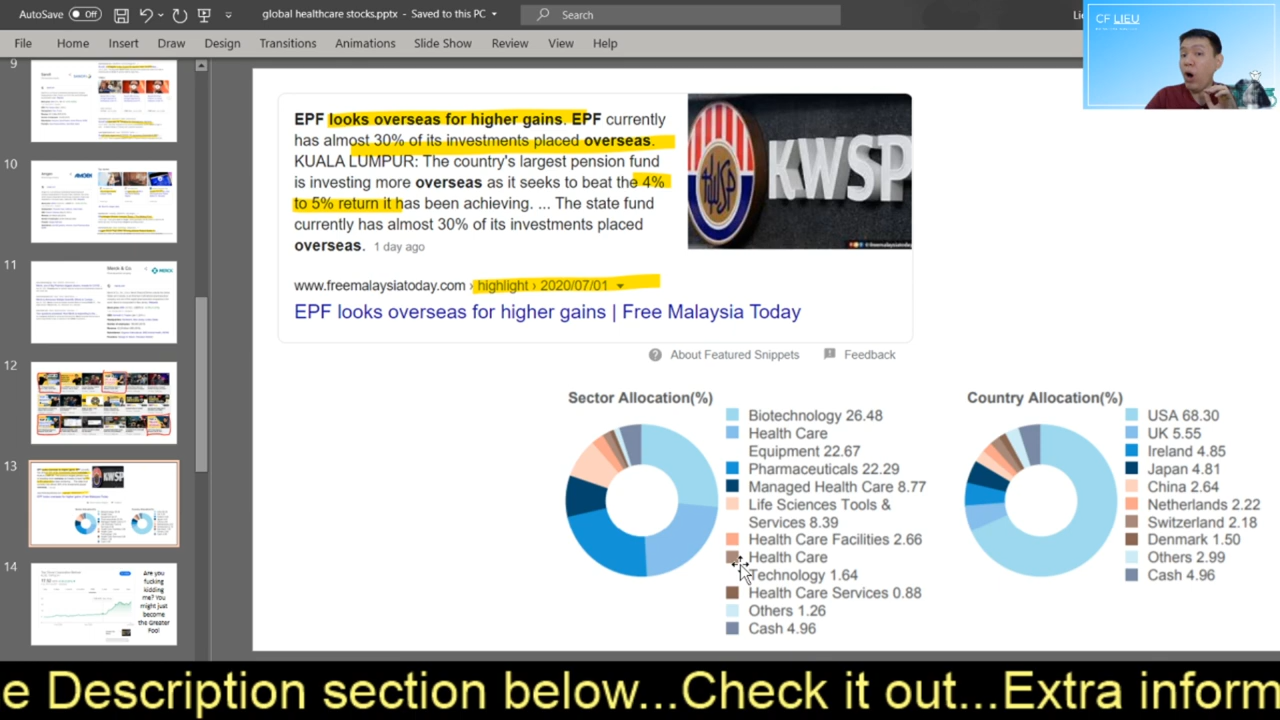 AutoSave Off global healthcare stocks.pptx - Saved to this PC Search
File Home Insert Draw Design Transitions Animations Slide Show Review View Help
CF LIEU
9
10
11
12
13
14
Are you
fucking
kidding
me? You
might just
become
the Greater
Fool
EPF looks overseas for higher gains. EPF currently
has almost 30% of its investments placed overseas.
KUALA LUMPUR: The country's largest pension fund
is investing more overseas as it seeks to beat the 4%
to 5% return it has been achieving. ... The state fund
currently has almost 30% of its investments placed
overseas. 1 day ago
KWSP
www.freemalaysiatoday.com › highlight › 2020/07/01
EPF looks overseas for higher gains | Free Malaysia Today
About Featured Snippets Feedback
Sector Allocation(%)
Biotechnology 26.48
Health Care
Equipment 22.67
Pharmaceuticals 22.29
Managed Health Care 8.77
Life Sciences Tools &
Services 8.39
Health Care Facilities 2.66
Health Care
Technology 1.64
Health Care Services 0.88
Others 1.26
Cash 4.96
Country Allocation(%)
USA 68.30
UK 5.55
Ireland 4.85
Japan 4.81
China 2.64
Netherlands 2.22
Switzerland 2.18
Denmark 1.50
Others 2.99
Cash 4.96
e Description section below...Check it out...Extra inform